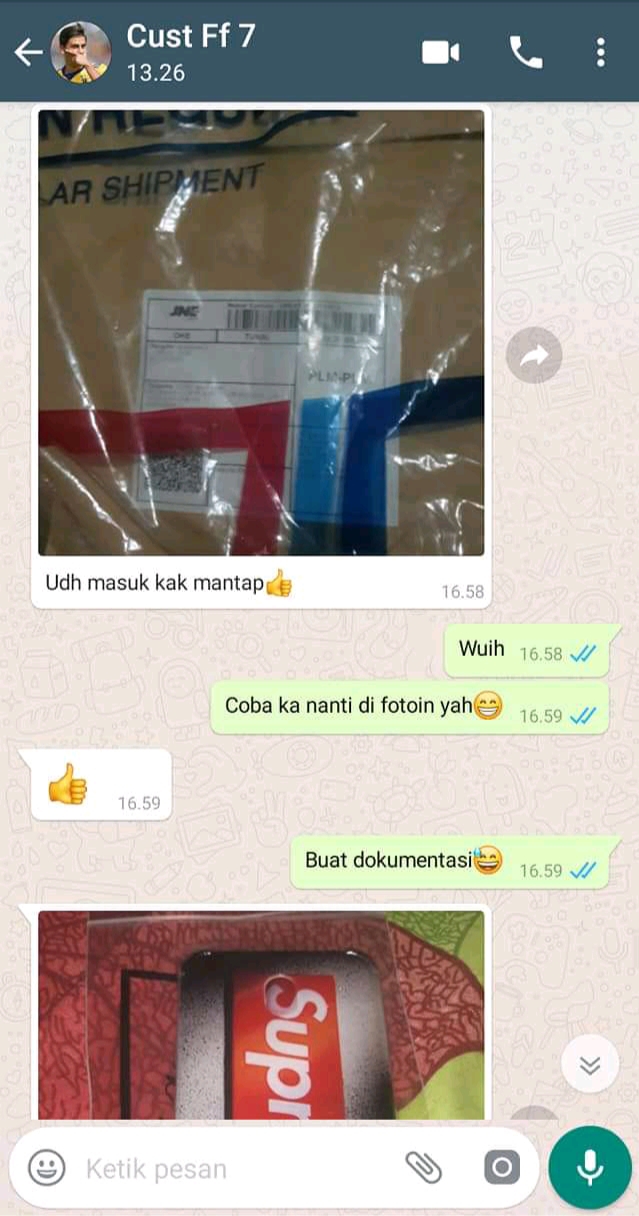 Cust Ff 7
13.26
AR SHIPMENT
JNE
Udh masuk kak mantap👍
16.58
Wuih 16.58
Coba ka nanti di fotoin yah😁
16.59
👍 16.59
Buat dokumentasi😅 16.59
Supr
Ketik pesan